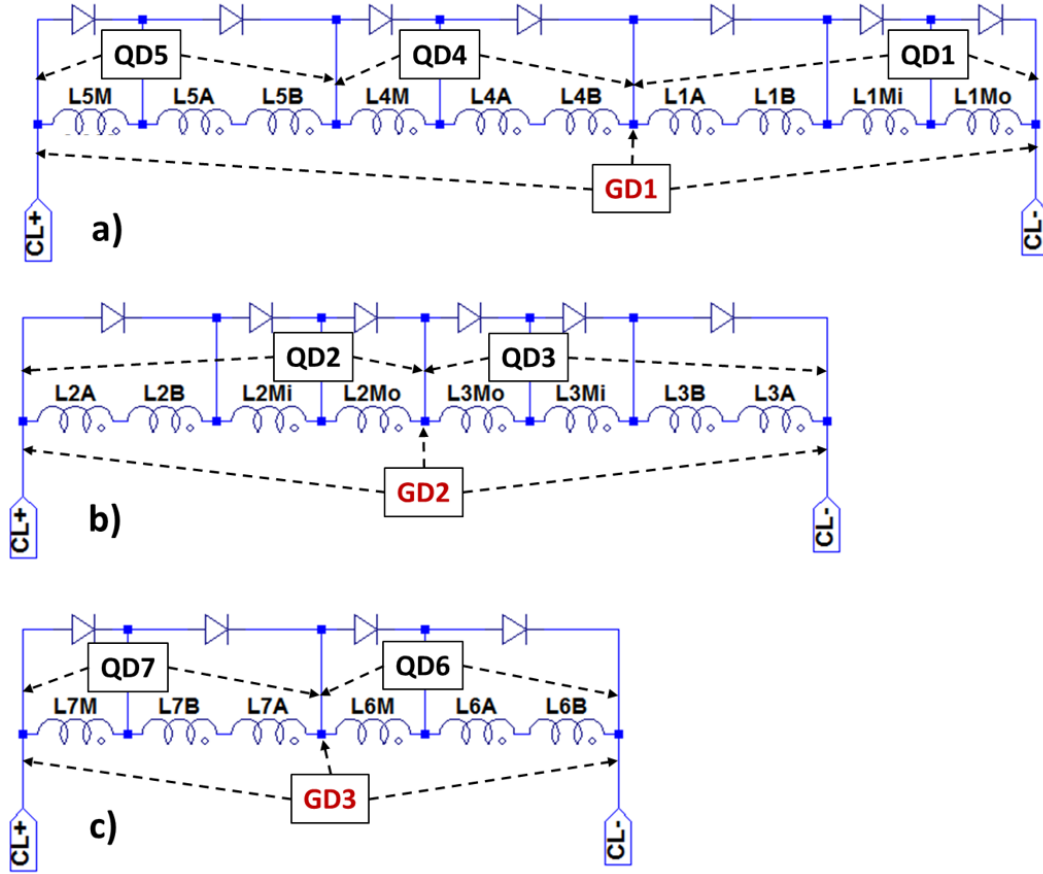 QD5 QD4 QD1
L5M L5A L5B L4M L4A L4B L1A L1B L1Mi L1Mo
GD1
CL+ CL-
a)
QD2 QD3
L2A L2B L2Mi L2Mo L3Mo L3Mi L3B L3A
GD2
CL+ CL-
b)
QD7 QD6
L7M L7B L7A L6M L6A L6B
GD3
CL+ CL-
c)